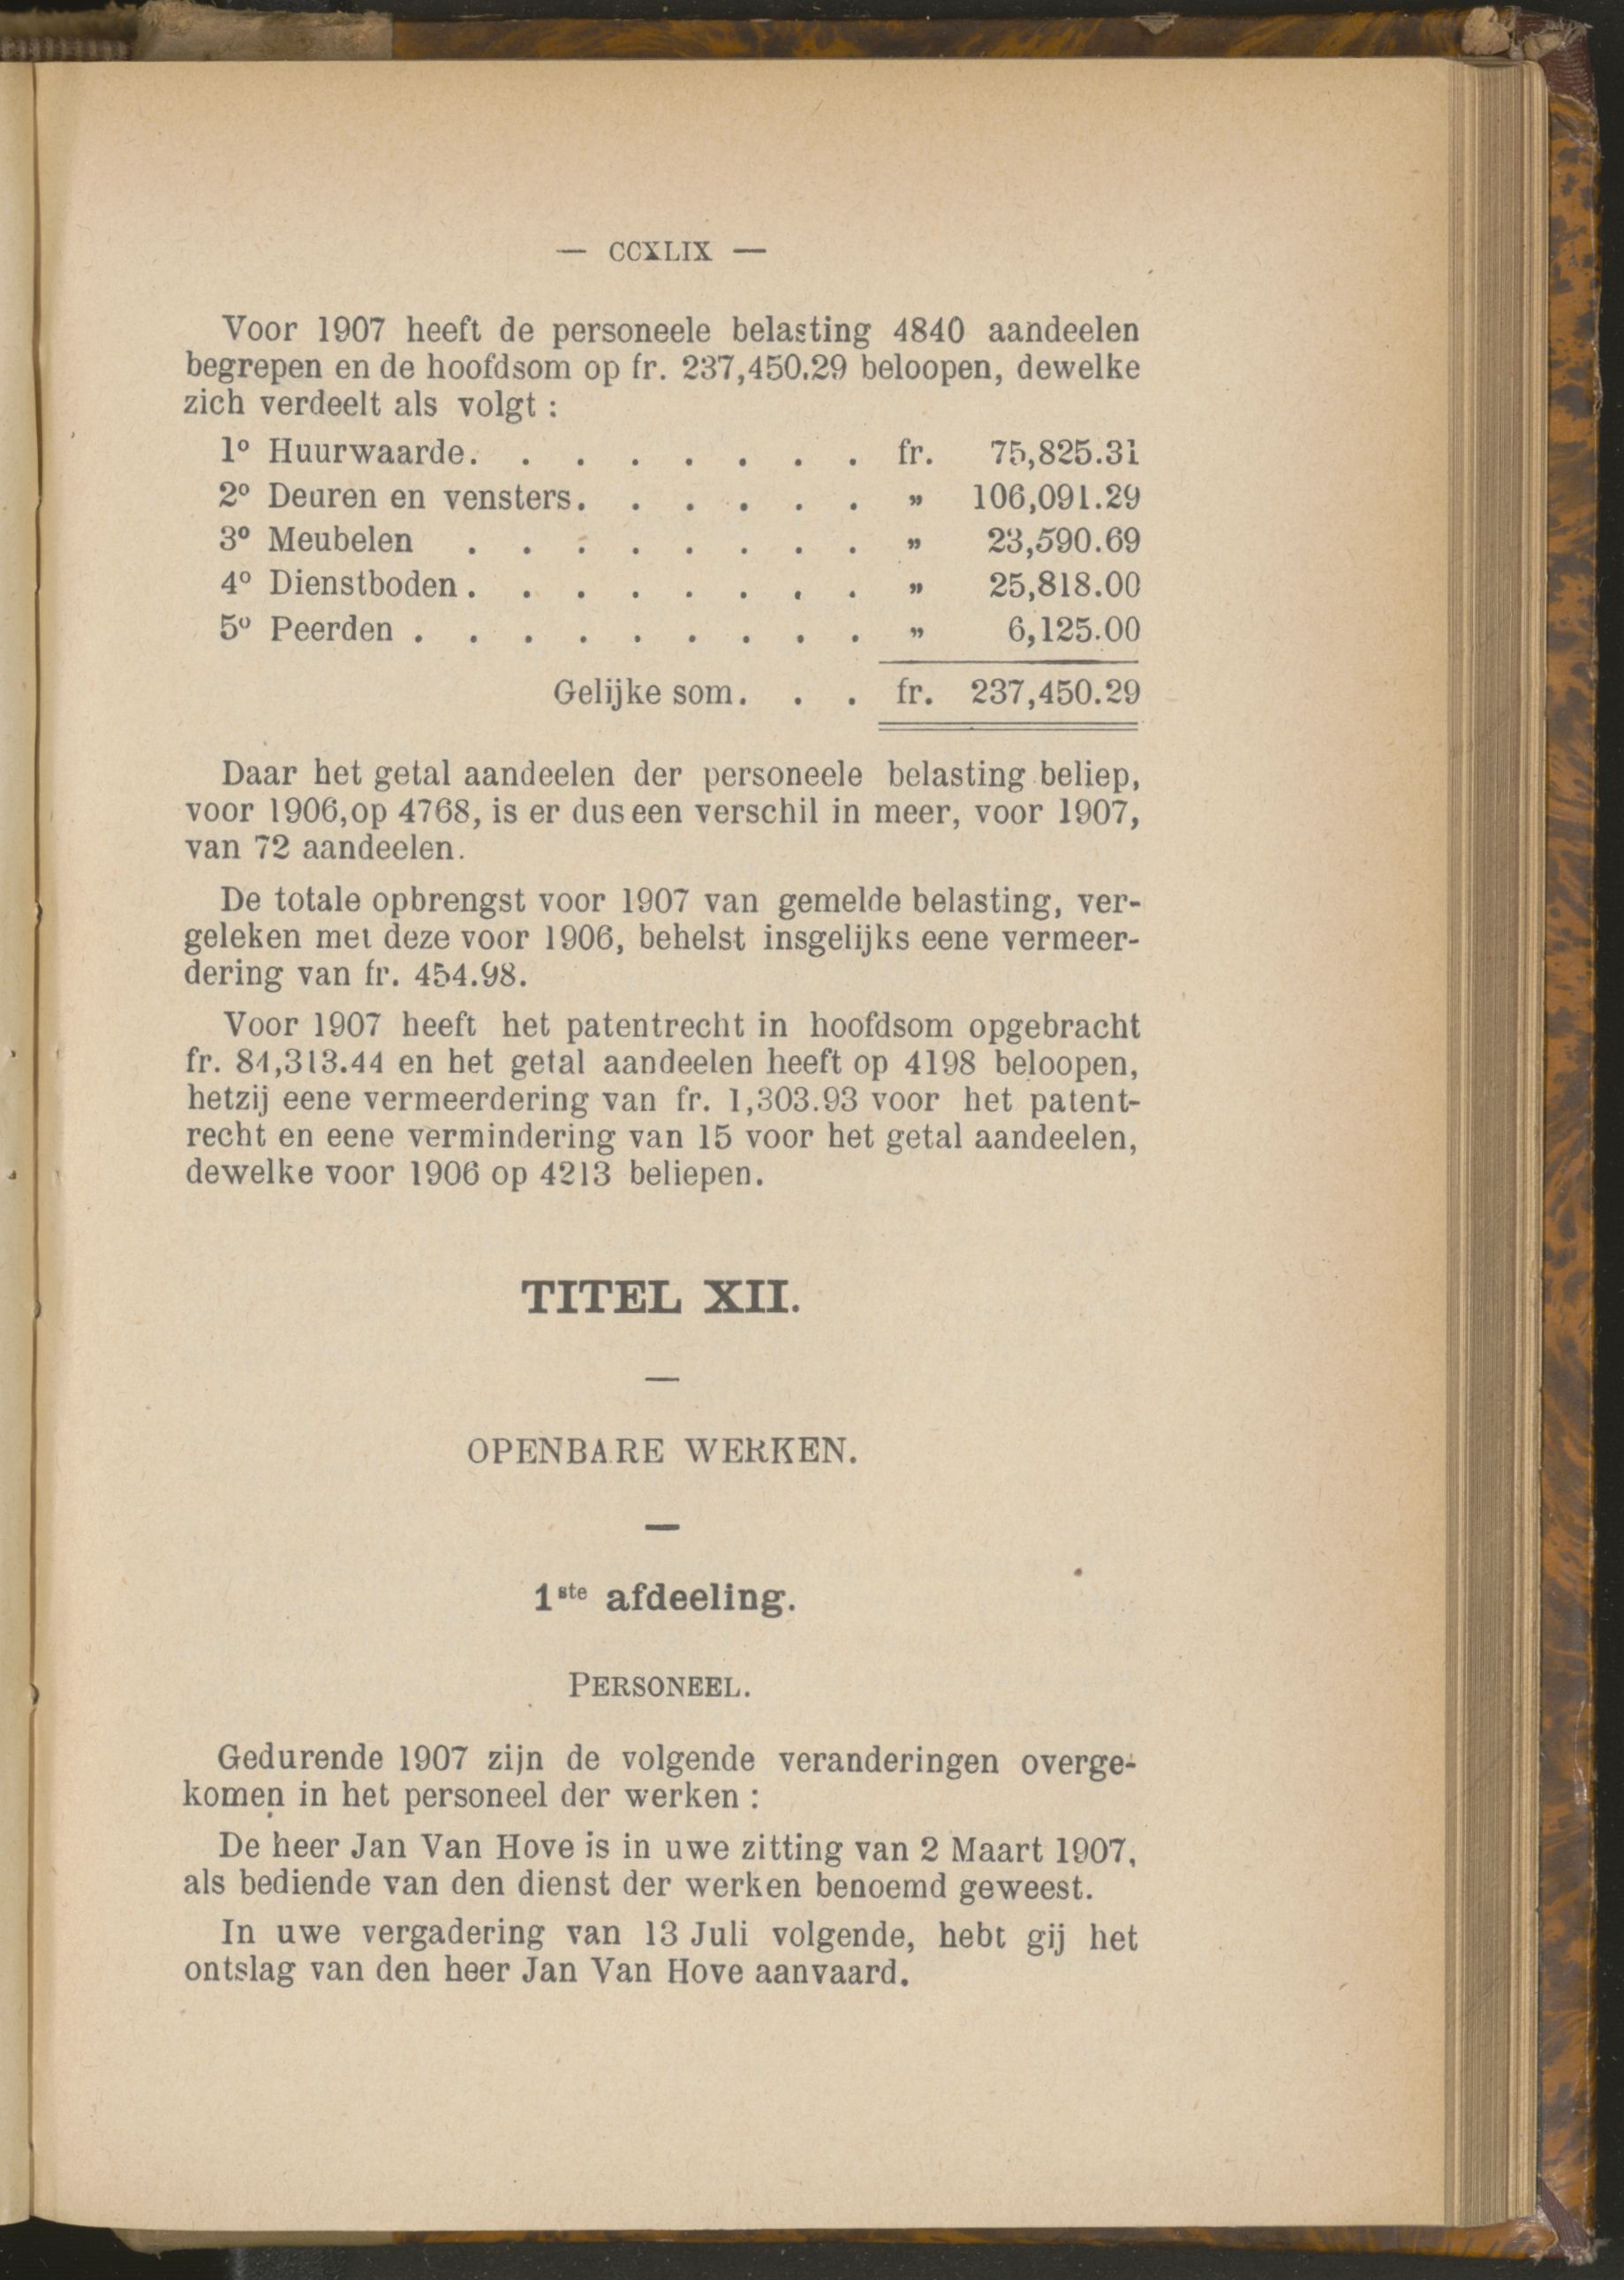 — CCXLIX —
Voor 1907 heeft de personeele belasting 4840 aandeelen
begrepen en de hoofdsom op fr. 237,450.29 beloopen, dewelke
zich verdeelt als volgt :
1º Huurwaarde. . . . . . . . fr. 75,825.31
2º Deuren en vensters. . . . . . „ 106,091.29
3º Meubelen . . . . . . . . „ 23,590.69
4º Dienstboden . . . . . . . . „ 25,818.00
5º Peerden . . . . . . . . . „ 6,125.00
Gelijke som. . . fr. 237,450.29
Daar het getal aandeelen der personeele belasting beliep,
voor 1906, op 4768, is er dus een verschil in meer, voor 1907,
van 72 aandeelen.
De totale opbrengst voor 1907 van gemelde belasting, ver-
geleken met deze voor 1906, behelst insgelijks eene vermeer-
dering van fr. 454.98.
Voor 1907 heeft het patentrecht in hoofdsom opgebracht
fr. 81,313.44 en het getal aandeelen heeft op 4198 beloopen,
hetzij eene vermeerdering van fr. 1,303.93 voor het patent-
recht en eene vermindering van 15 voor het getal aandeelen,
dewelke voor 1906 op 4213 beliepen.
TITEL XII.
—
OPENBARE WERKEN.
—
1ste afdeeling.
PERSONEEL.
Gedurende 1907 zijn de volgende veranderingen overge-
komen in het personeel der werken :
De heer Jan Van Hove is in uwe zitting van 2 Maart 1907,
als bediende van den dienst der werken benoemd geweest.
In uwe vergadering van 13 Juli volgende, hebt gij het
ontslag van den heer Jan Van Hove aanvaard.